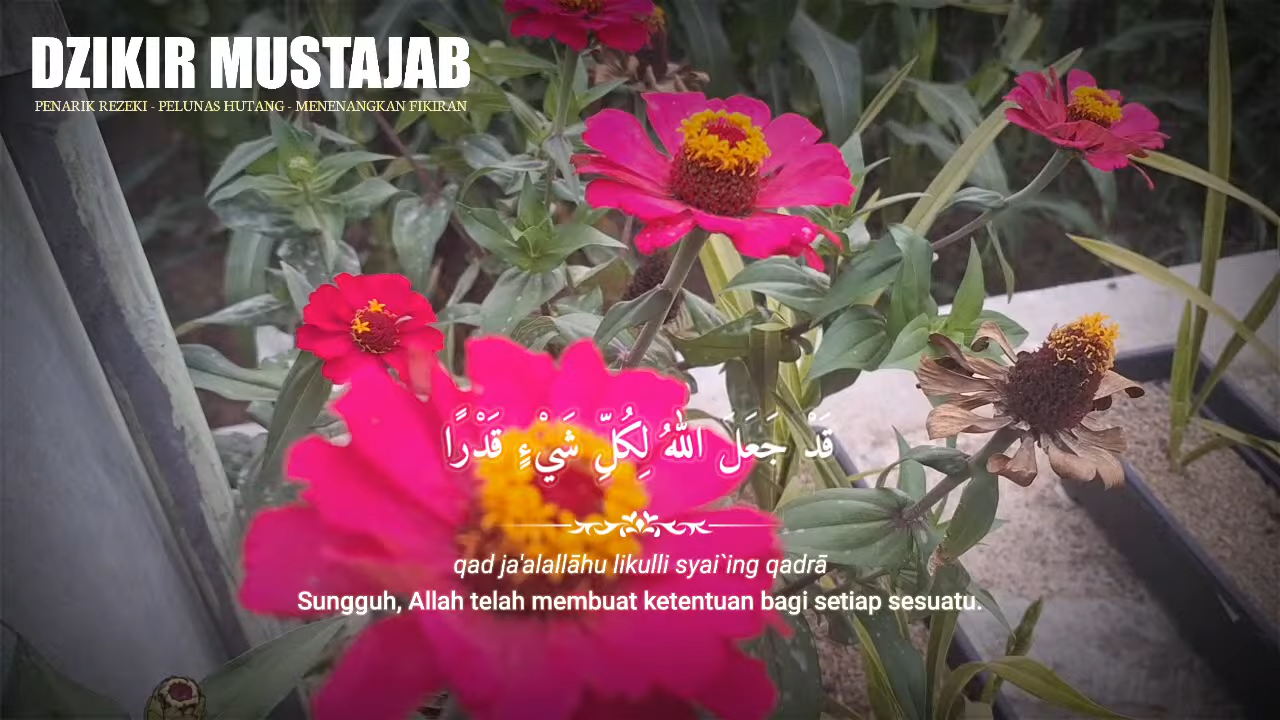 DZIKIR MUSTAJAB
PENARIK REZEKI - PELUNAS HUTANG - MENENANGKAN FIKIRAN
قَدْ جَعَلَ اللّٰهُ لِكُلِّ شَيْءٍ قَدْرًا
qad ja'alallāhu likulli syai`ing qadrā
Sungguh, Allah telah membuat ketentuan bagi setiap sesuatu.